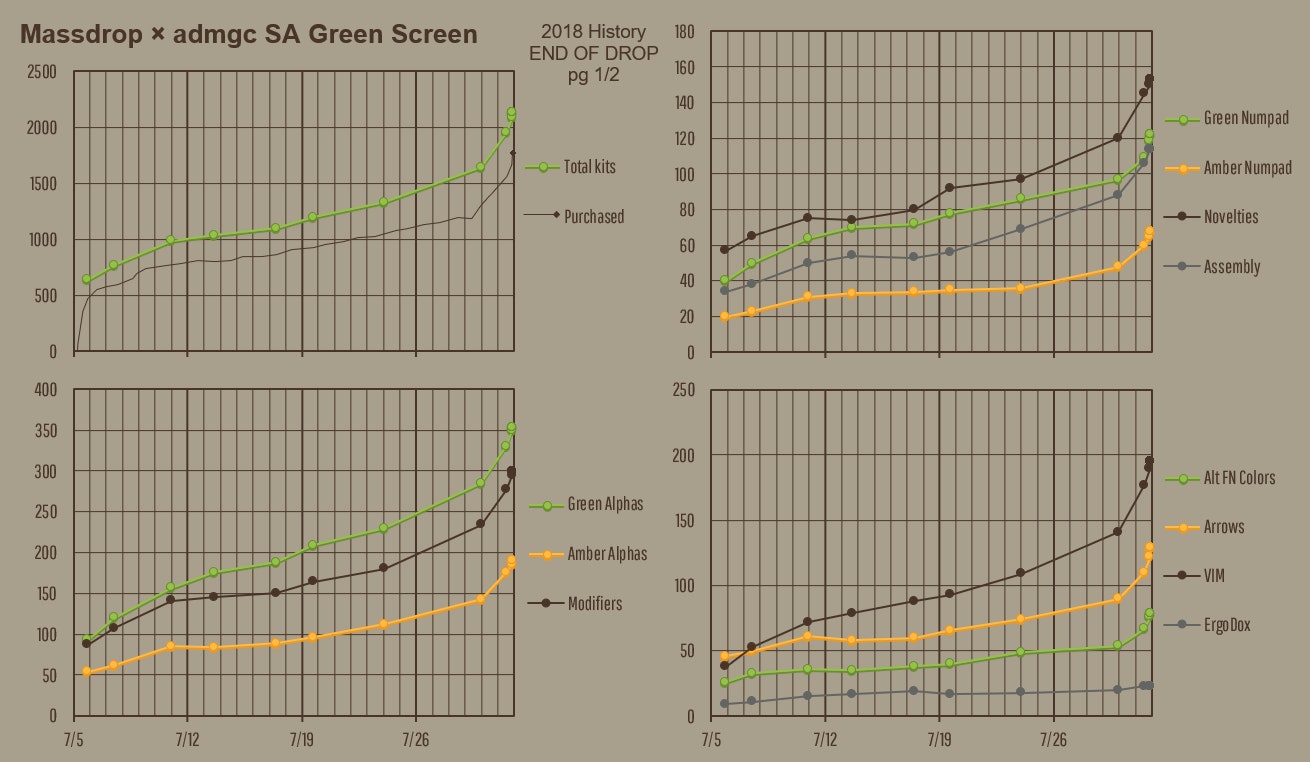 Massdrop × admgc SA Green Screen
2018 History
END OF DROP
pg 1/2
2500
2000
1500
1000
500
0
Total kits
Purchased
180
160
140
120
100
80
60
40
20
0
Green Numpad
Amber Numpad
Novelties
Assembly
400
350
300
250
200
150
100
50
0
7/5
7/12
7/19
7/26
Green Alphas
Amber Alphas
Modifiers
250
200
150
100
50
0
7/5
7/12
7/19
7/26
Alt FN Colors
Arrows
VIM
ErgoDox